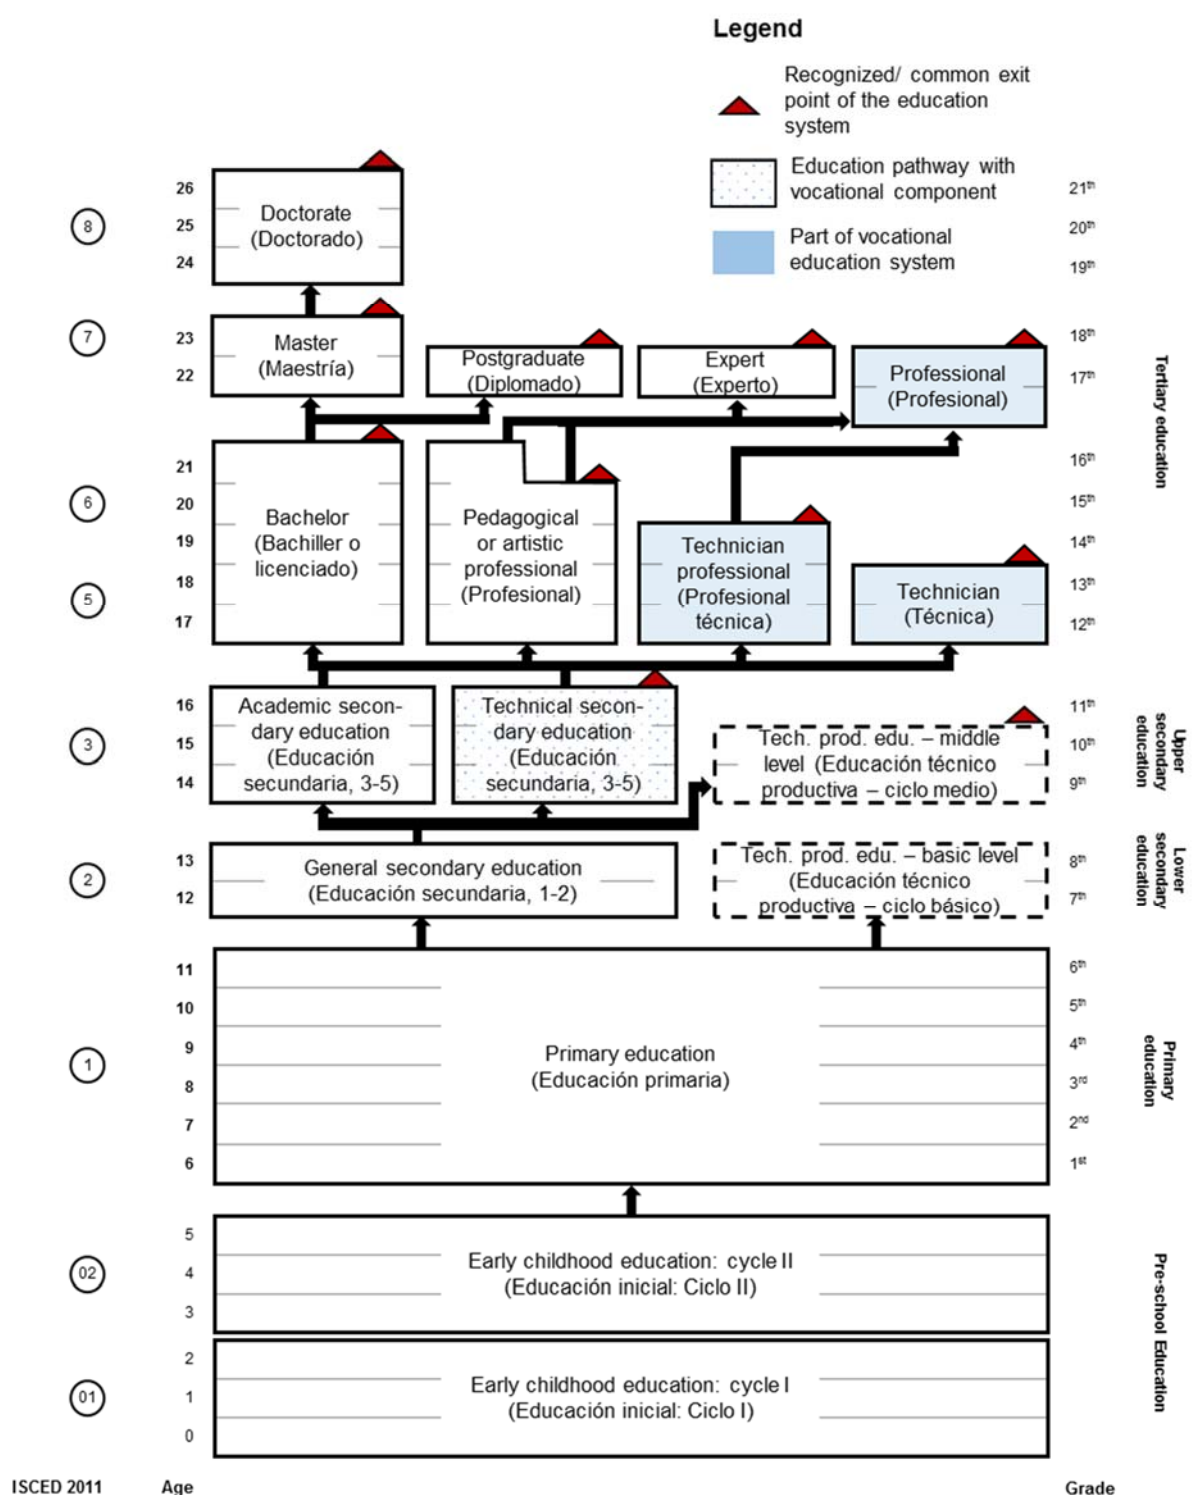 Legend
Recognized/ common exit
point of the education
system
Education pathway with
vocational component
Part of vocational
education system
8
26
25
24
Doctorate
(Doctorado)
21th
20th
19th
7
23
22
Master
(Maestría)
Postgraduate
(Diplomado)
Expert
(Experto)
Professional
(Profesional)
18th
17th
Tertiary education
6
5
21
20
19
18
17
Bachelor
(Bachiller o
licenciado)
Pedagogical
or artistic
professional
(Profesional)
Technician
professional
(Profesional
técnica)
Technician
(Técnica)
16th
15th
14th
13th
12th
3
16
15
14
Academic secon-
dary education
(Educación
secundaria, 3-5)
Technical secon-
dary education
(Educación
secundaria, 3-5)
Tech. prod. edu. – middle
level (Educación técnico
productiva – ciclo medio)
11th
10th
9th
Upper
secondary
education
2
13
12
General secondary education
(Educación secundaria, 1-2)
Tech. prod. edu. – basic level
(Educación técnico
productiva – ciclo básico)
8th
7th
Lower
secondary
education
1
11
10
9
8
7
6
Primary education
(Educación primaria)
6th
5th
4th
3rd
2nd
1st
Primary
education
02
5
4
3
Early childhood education: cycle II
(Educación inicial: Ciclo II)
Pre-school Education
01
2
1
0
Early childhood education: cycle I
(Educación inicial: Ciclo I)
ISCED 2011
Age
Grade